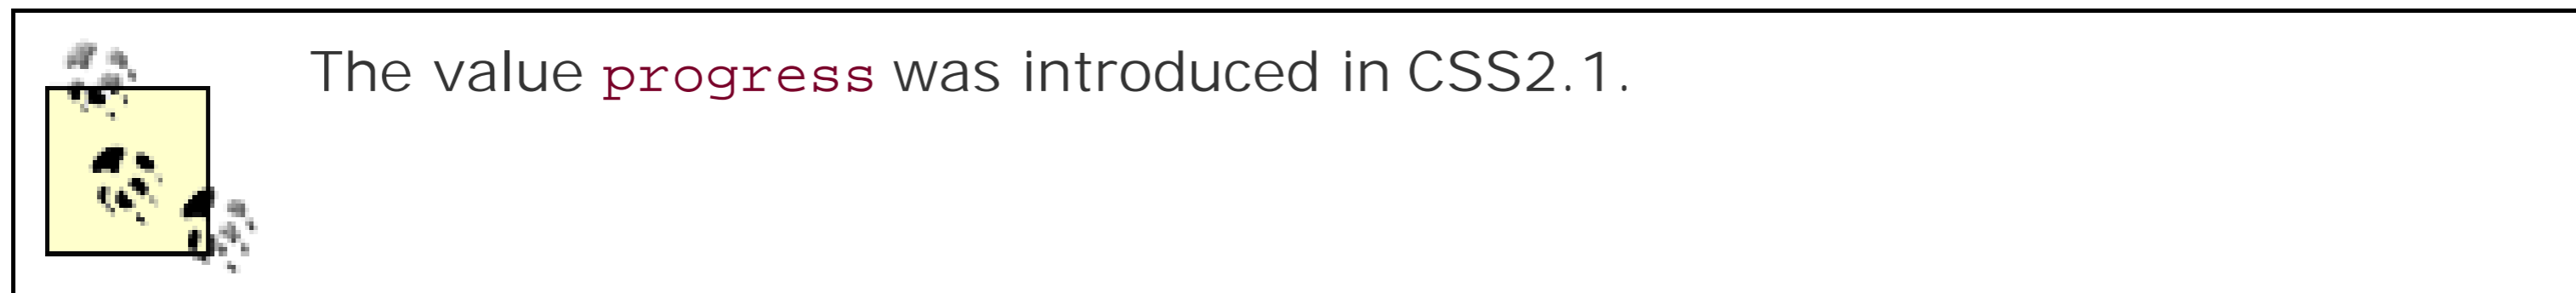 The value progress was introduced in CSS2.1.